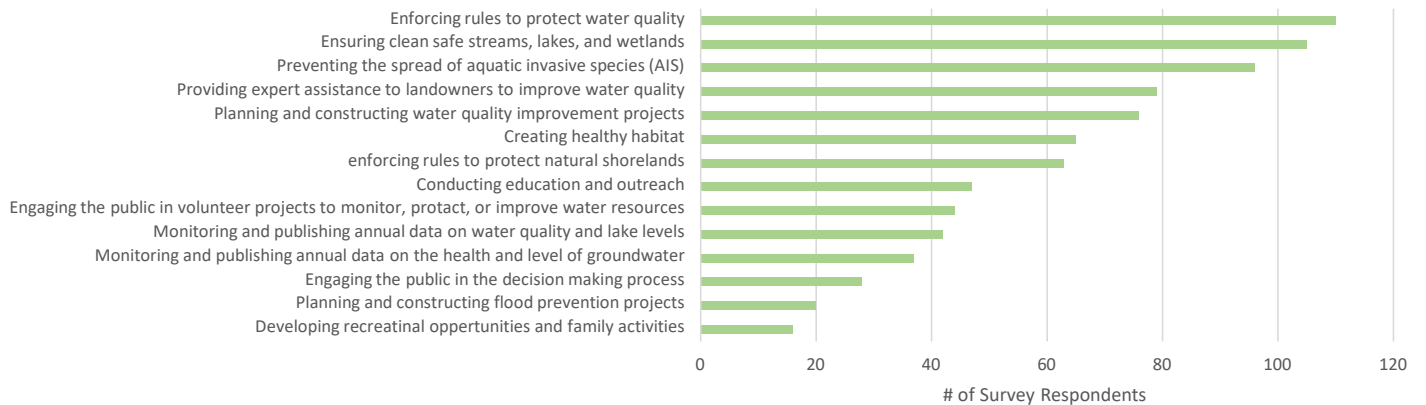 Enforcing rules to protect water quality
Ensuring clean safe streams, lakes, and wetlands
Preventing the spread of aquatic invasive species (AIS)
Providing expert assistance to landowners to improve water quality
Planning and constructing water quality improvement projects
Creating healthy habitat
enforcing rules to protect natural shorelands
Conducting education and outreach
Engaging the public in volunteer projects to monitor, protact, or improve water resources
Monitoring and publishing annual data on water quality and lake levels
Monitoring and publishing annual data on the health and level of groundwater
Engaging the public in the decision making process
Planning and constructing flood prevention projects
Developing recreatinal oppertunities and family activities
0 20 40 60 80 100 120
# of Survey Respondents